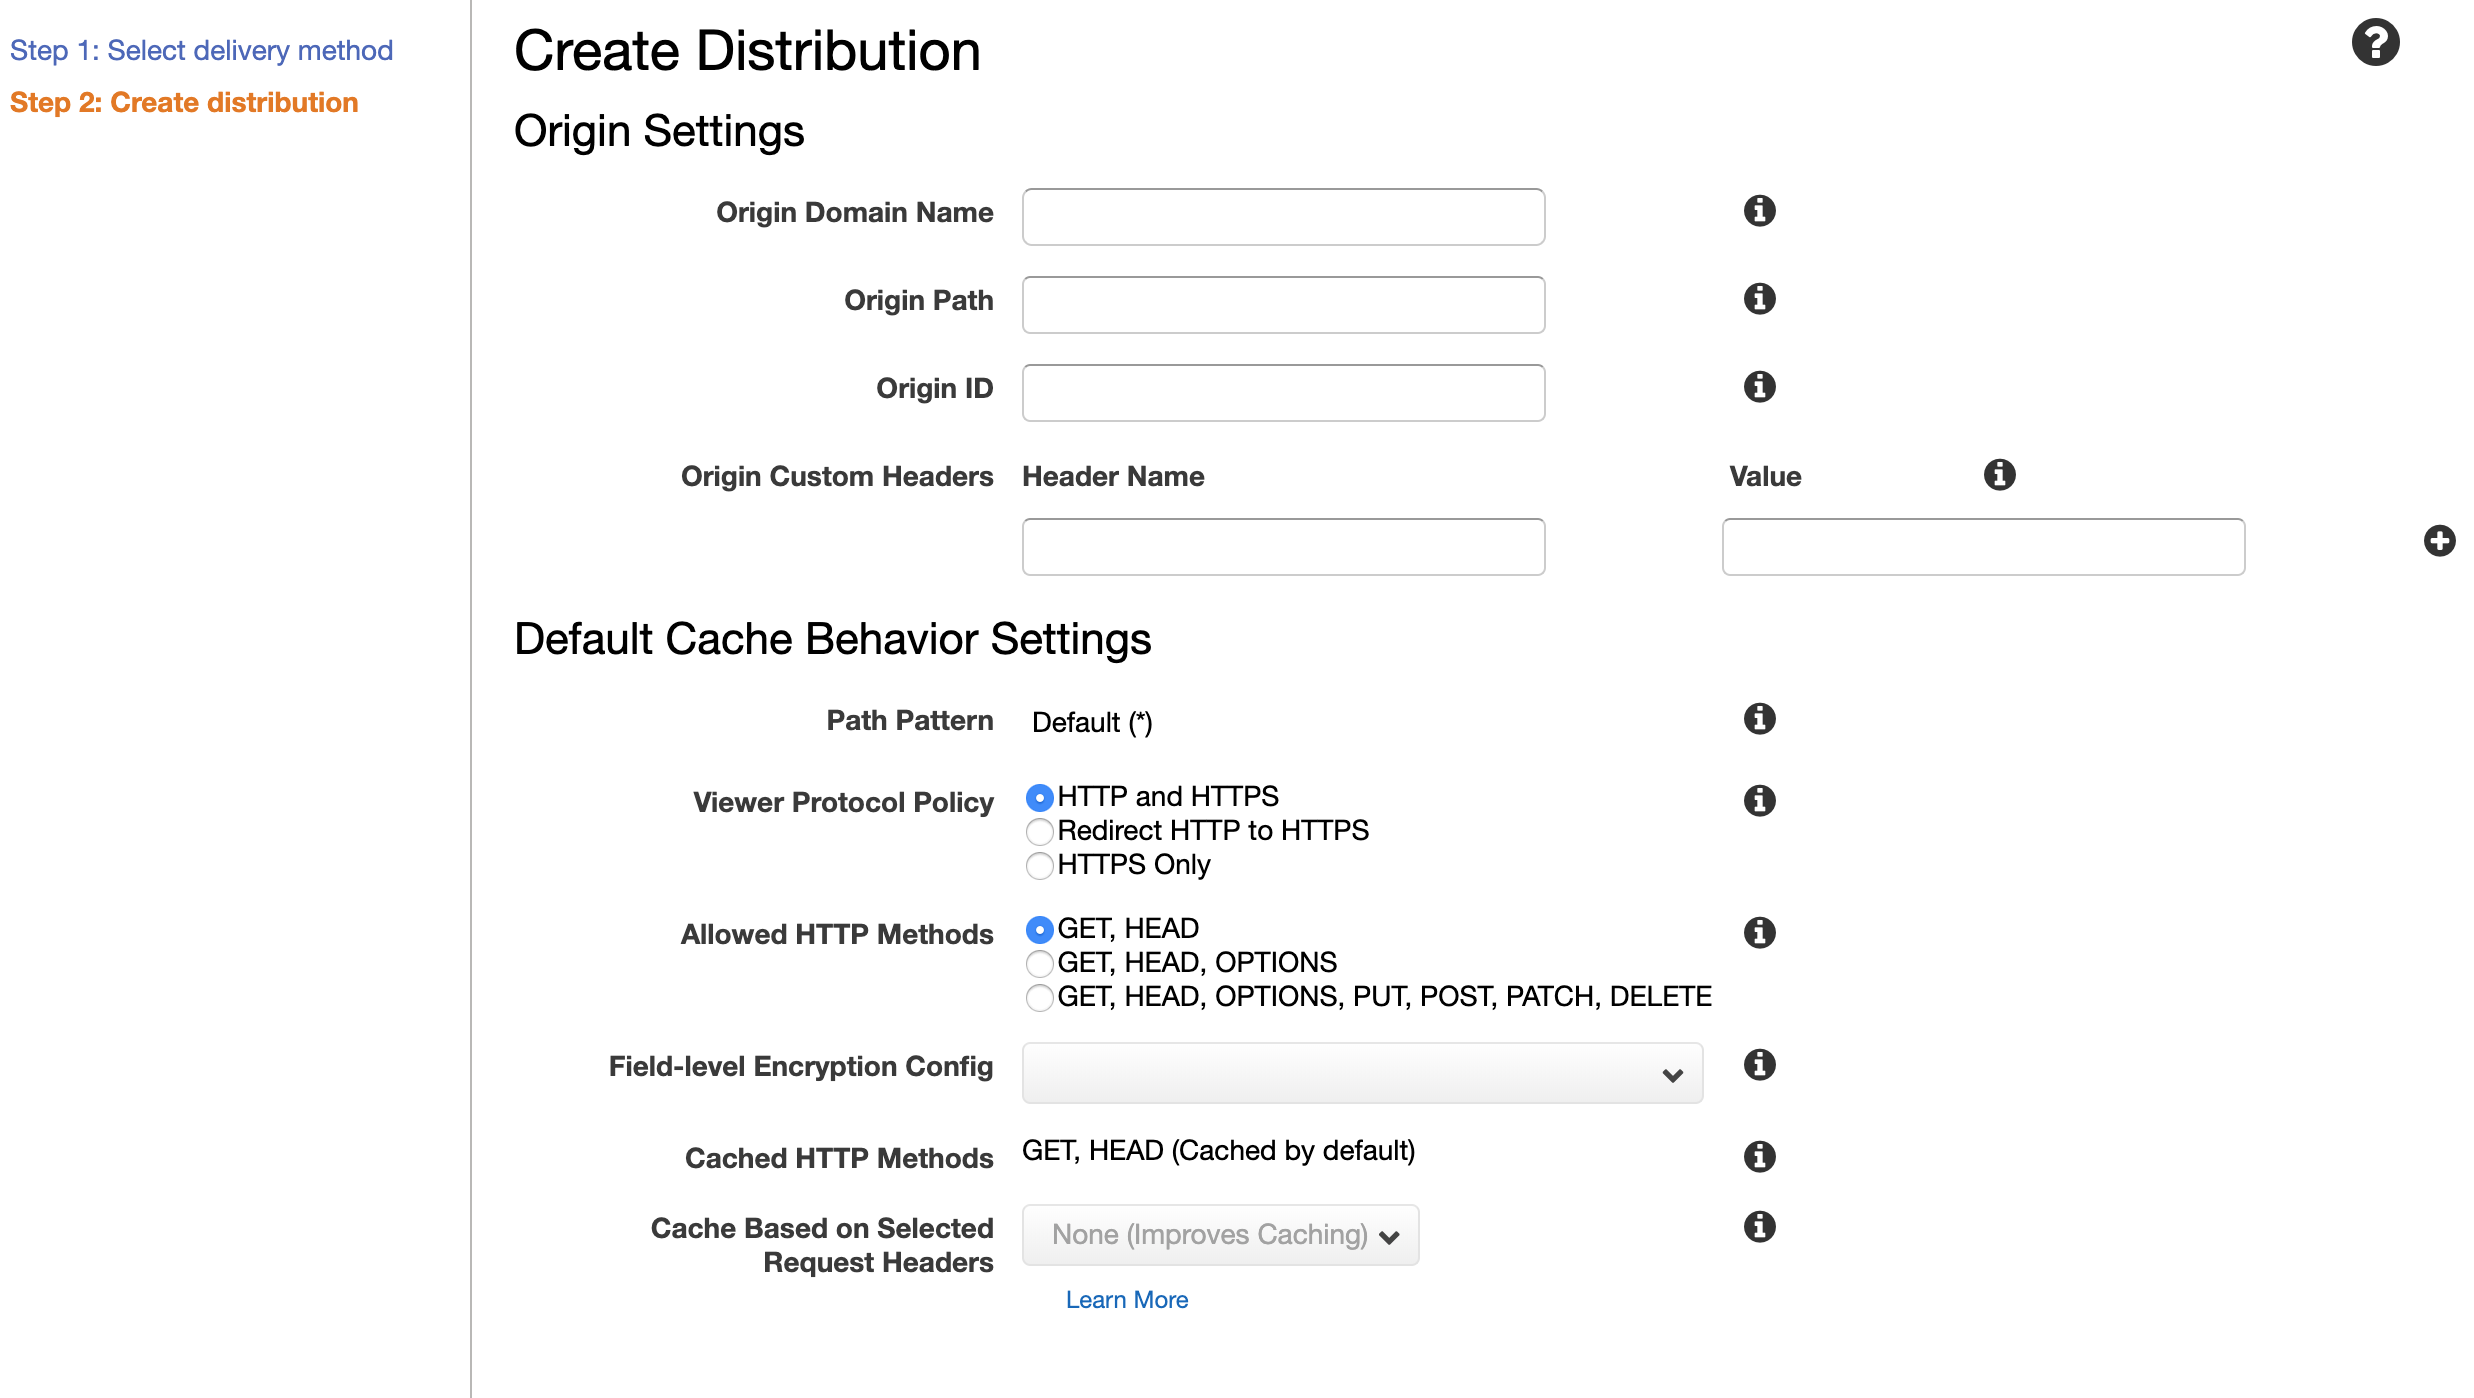 Step 1: Select delivery method
Step 2: Create distribution
Create Distribution
Origin Settings
Origin Domain Name
Origin Path
Origin ID
Origin Custom Headers Header Name Value
Default Cache Behavior Settings
Path Pattern Default (*)
Viewer Protocol Policy HTTP and HTTPS
Redirect HTTP to HTTPS
HTTPS Only
Allowed HTTP Methods GET, HEAD
GET, HEAD, OPTIONS
GET, HEAD, OPTIONS, PUT, POST, PATCH, DELETE
Field-level Encryption Config
Cached HTTP Methods GET, HEAD (Cached by default)
Cache Based on Selected
Request Headers
None (Improves Caching)
Learn More